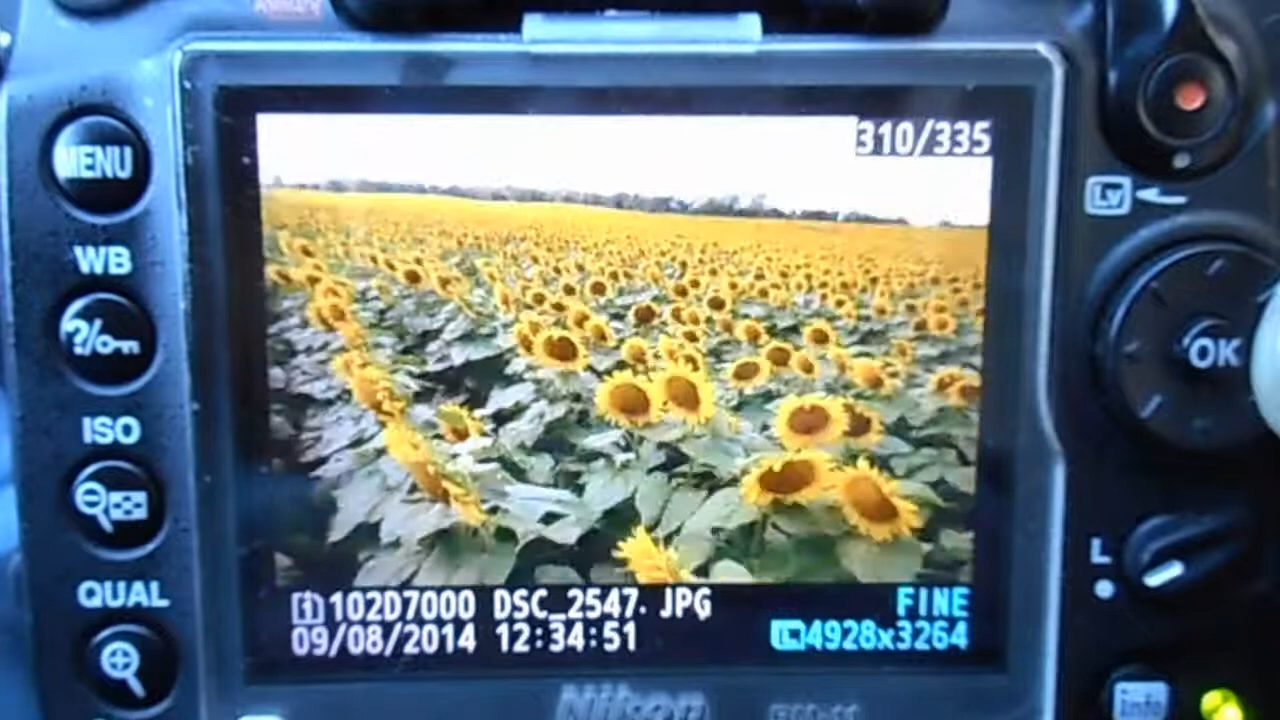 310/335
MENU
Lv
WB
?
OK
ISO
L
QUAL
1 102D7000 DSC_2547.JPG FINE
09/08/2014 12:34:51 L 4928x3264
Info
Nikon